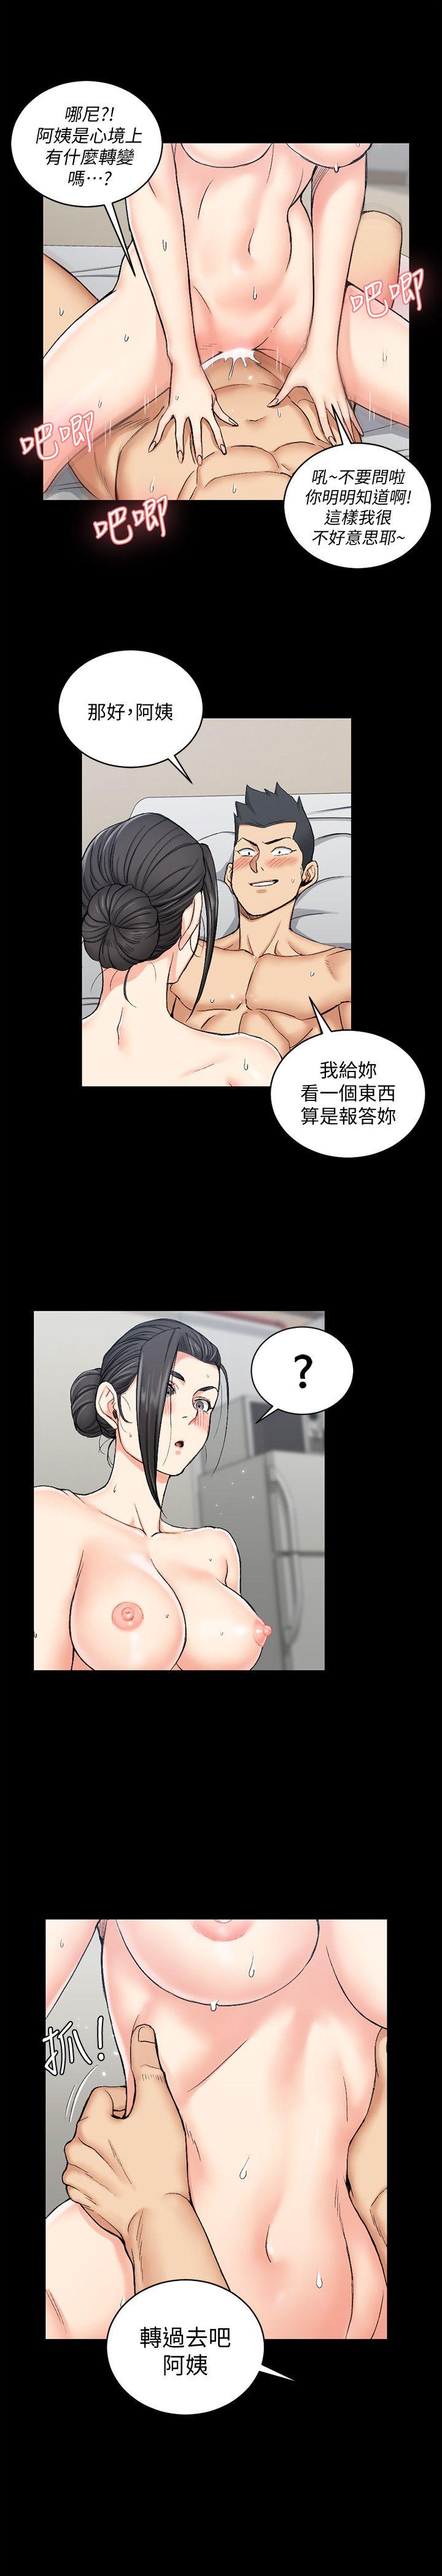 哪尼?!
阿姨是心境上
有什麼轉變
嗎…?
吧唧
吧唧
吧唧
吼~不要問啦
你明明知道啊!
這樣我很
不好意思耶~
那好,阿姨
我給妳
看一個東西
算是報答妳
?
抓!
轉過去吧
阿姨